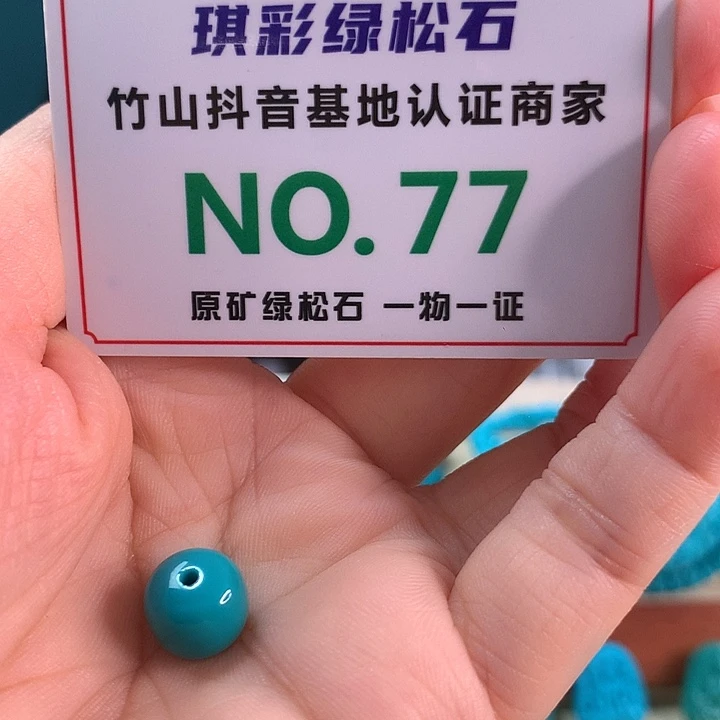 琪彩绿松石
竹山抖音基地认证商家
NO.77
原矿绿松石 一物一证